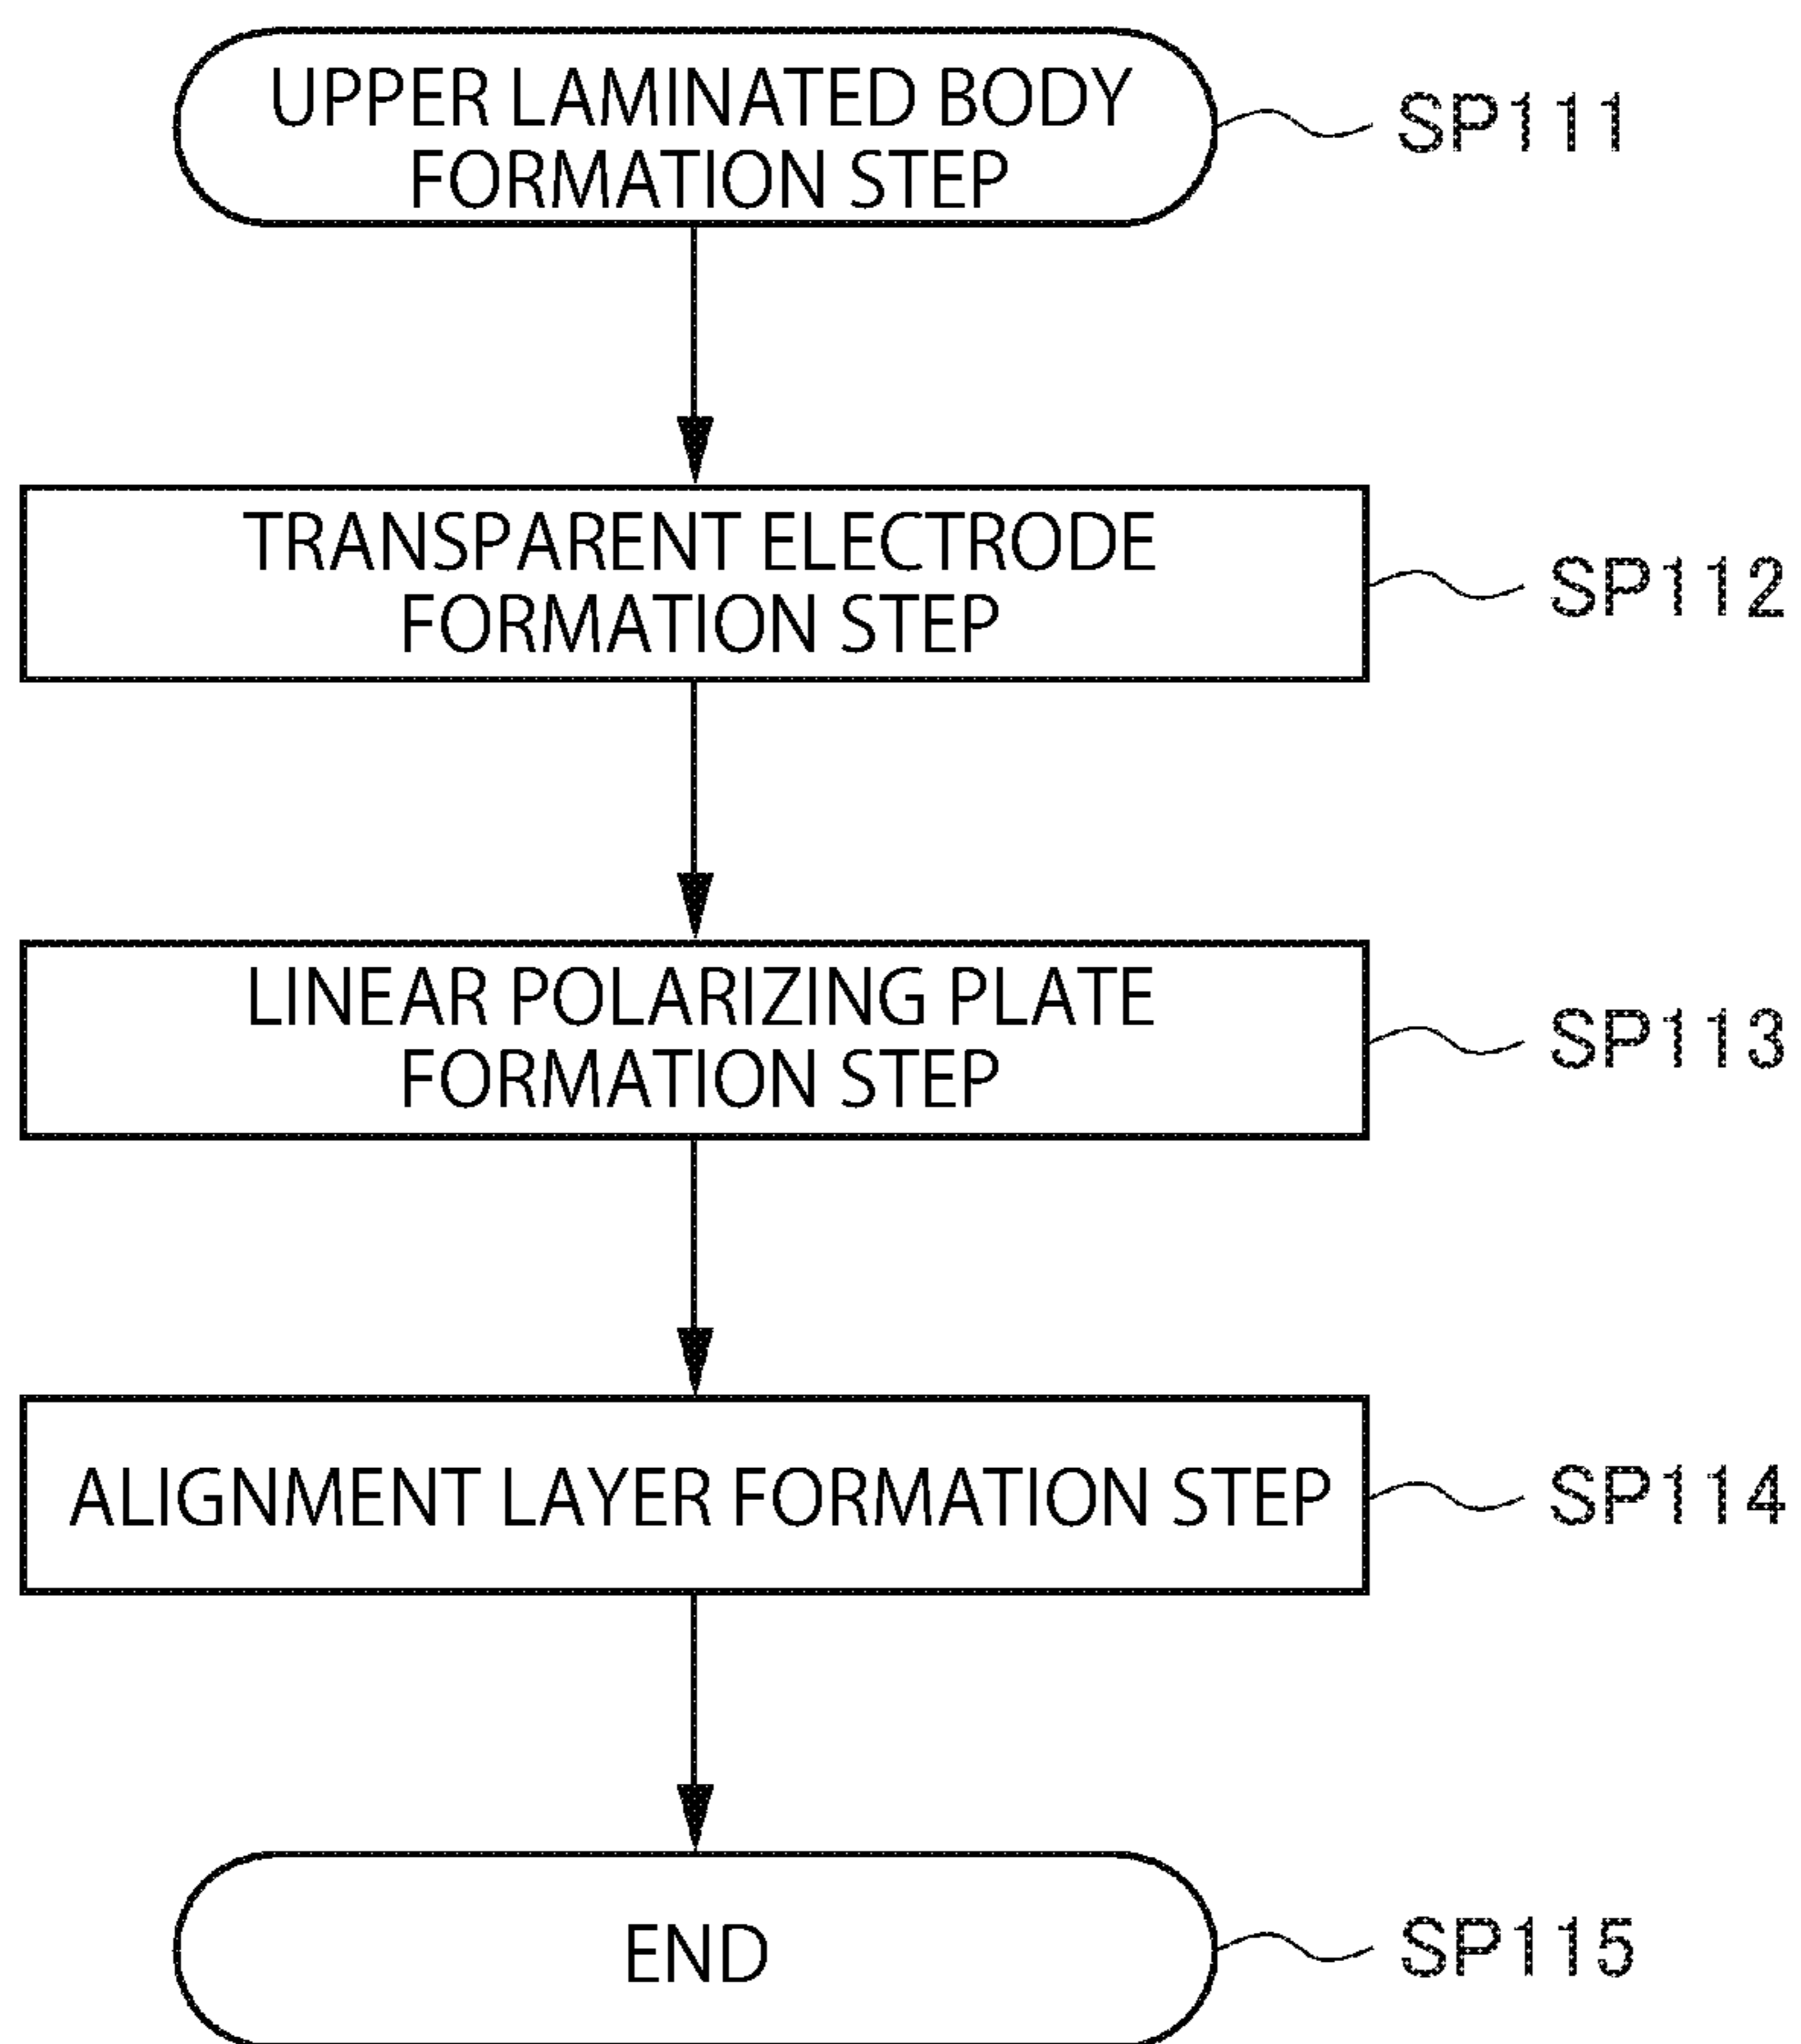 UPPER LAMINATED BODY
FORMATION STEP
SP111
TRANSPARENT ELECTRODE
FORMATION STEP
SP112
LINEAR POLARIZING PLATE
FORMATION STEP
SP113
ALIGNMENT LAYER FORMATION STEP
SP114
END
SP115